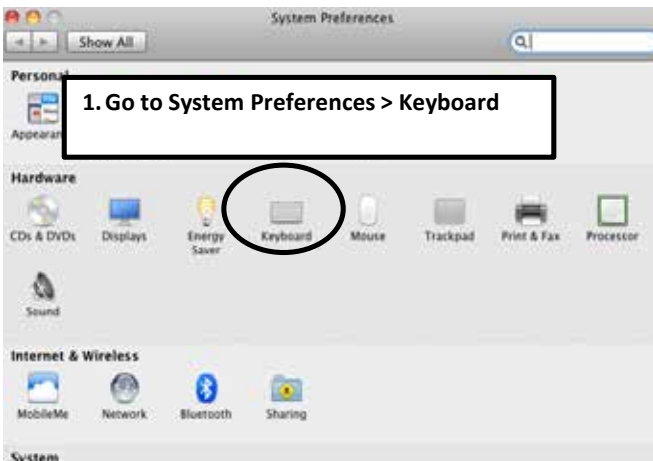 System Preferences
Show All
Personal
1. Go to System Preferences > Keyboard
Appearan
Hardware
CDs & DVDs Displays Energy Saver Keyboard Mouse Trackpad Print & Fax Processor
Sound
Internet & Wireless
MobileMe Network Bluetooth Sharing
System